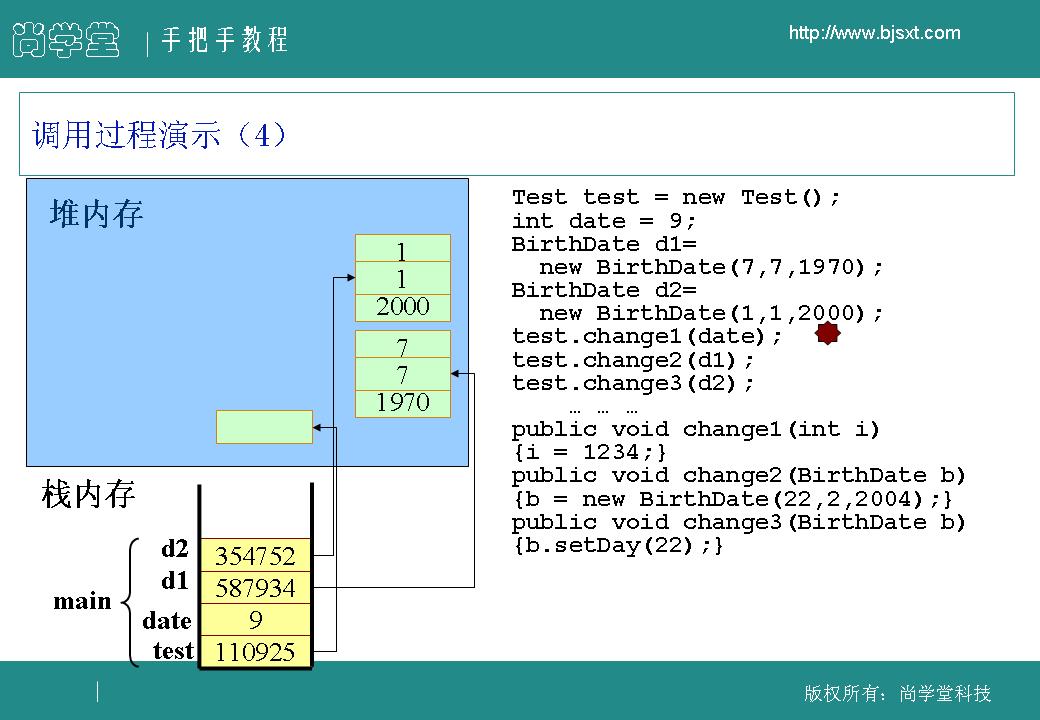 尚学堂
手把手教程
http://www.bjsxt.com
调用过程演示（4）
堆内存
1
1
2000
7
7
1970
栈内存
main
d2
354752
d1
587934
date
9
test
110925
Test test = new Test();
int date = 9;
BirthDate d1=
new BirthDate(7,7,1970);
BirthDate d2=
new BirthDate(1,1,2000);
test.change1(date);
test.change2(d1);
test.change3(d2);
… … …
public void change1(int i)
{i = 1234;}
public void change2(BirthDate b)
{b = new BirthDate(22,2,2004);}
public void change3(BirthDate b)
{b.setDay(22);}
版权所有：尚学堂科技